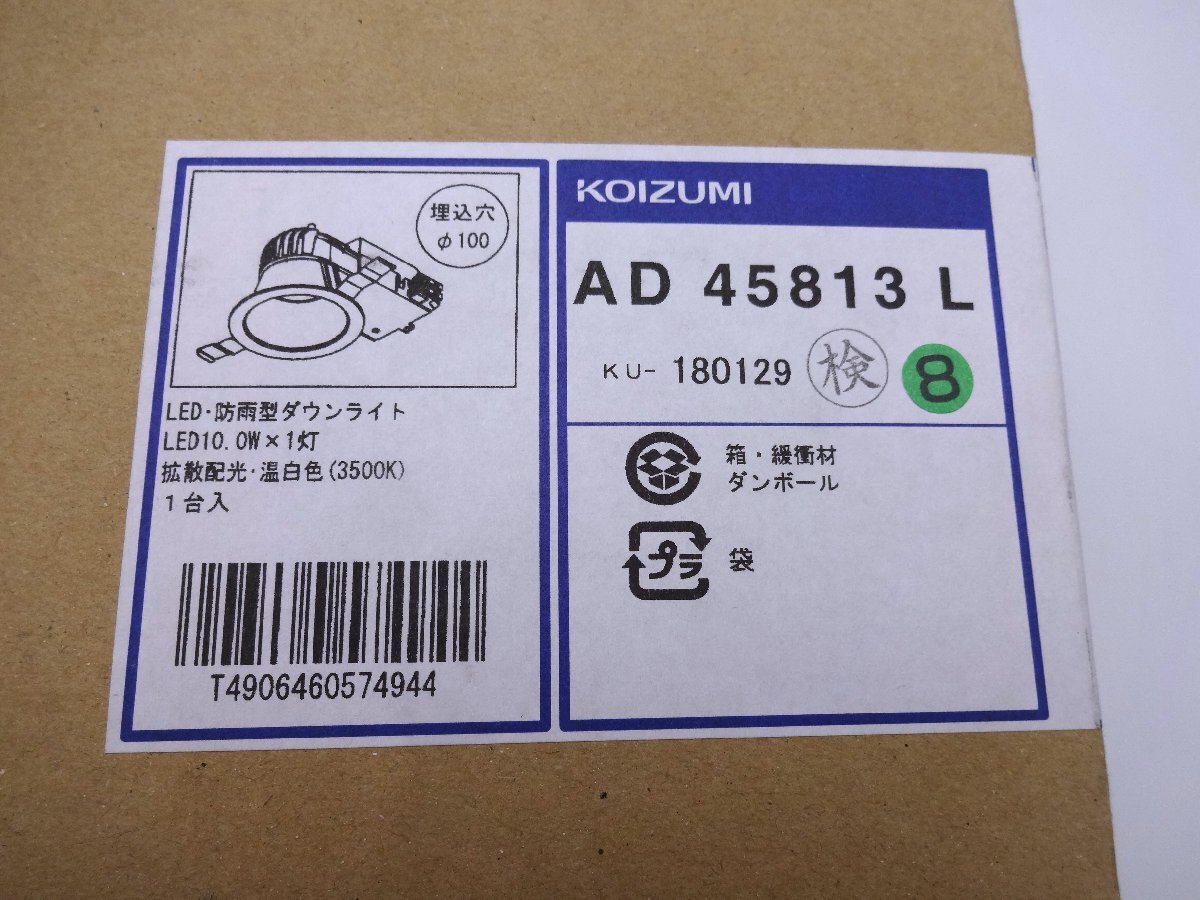 埋込穴
φ100
LED・防雨型ダウンライト
LED10.0W×1灯
拡散配光・温白色(3500K)
1台入
T4906460574944
KOIZUMI
AD 45813 L
KU- 180129 検 8
箱・緩衝材
ダンボール
プラ 袋